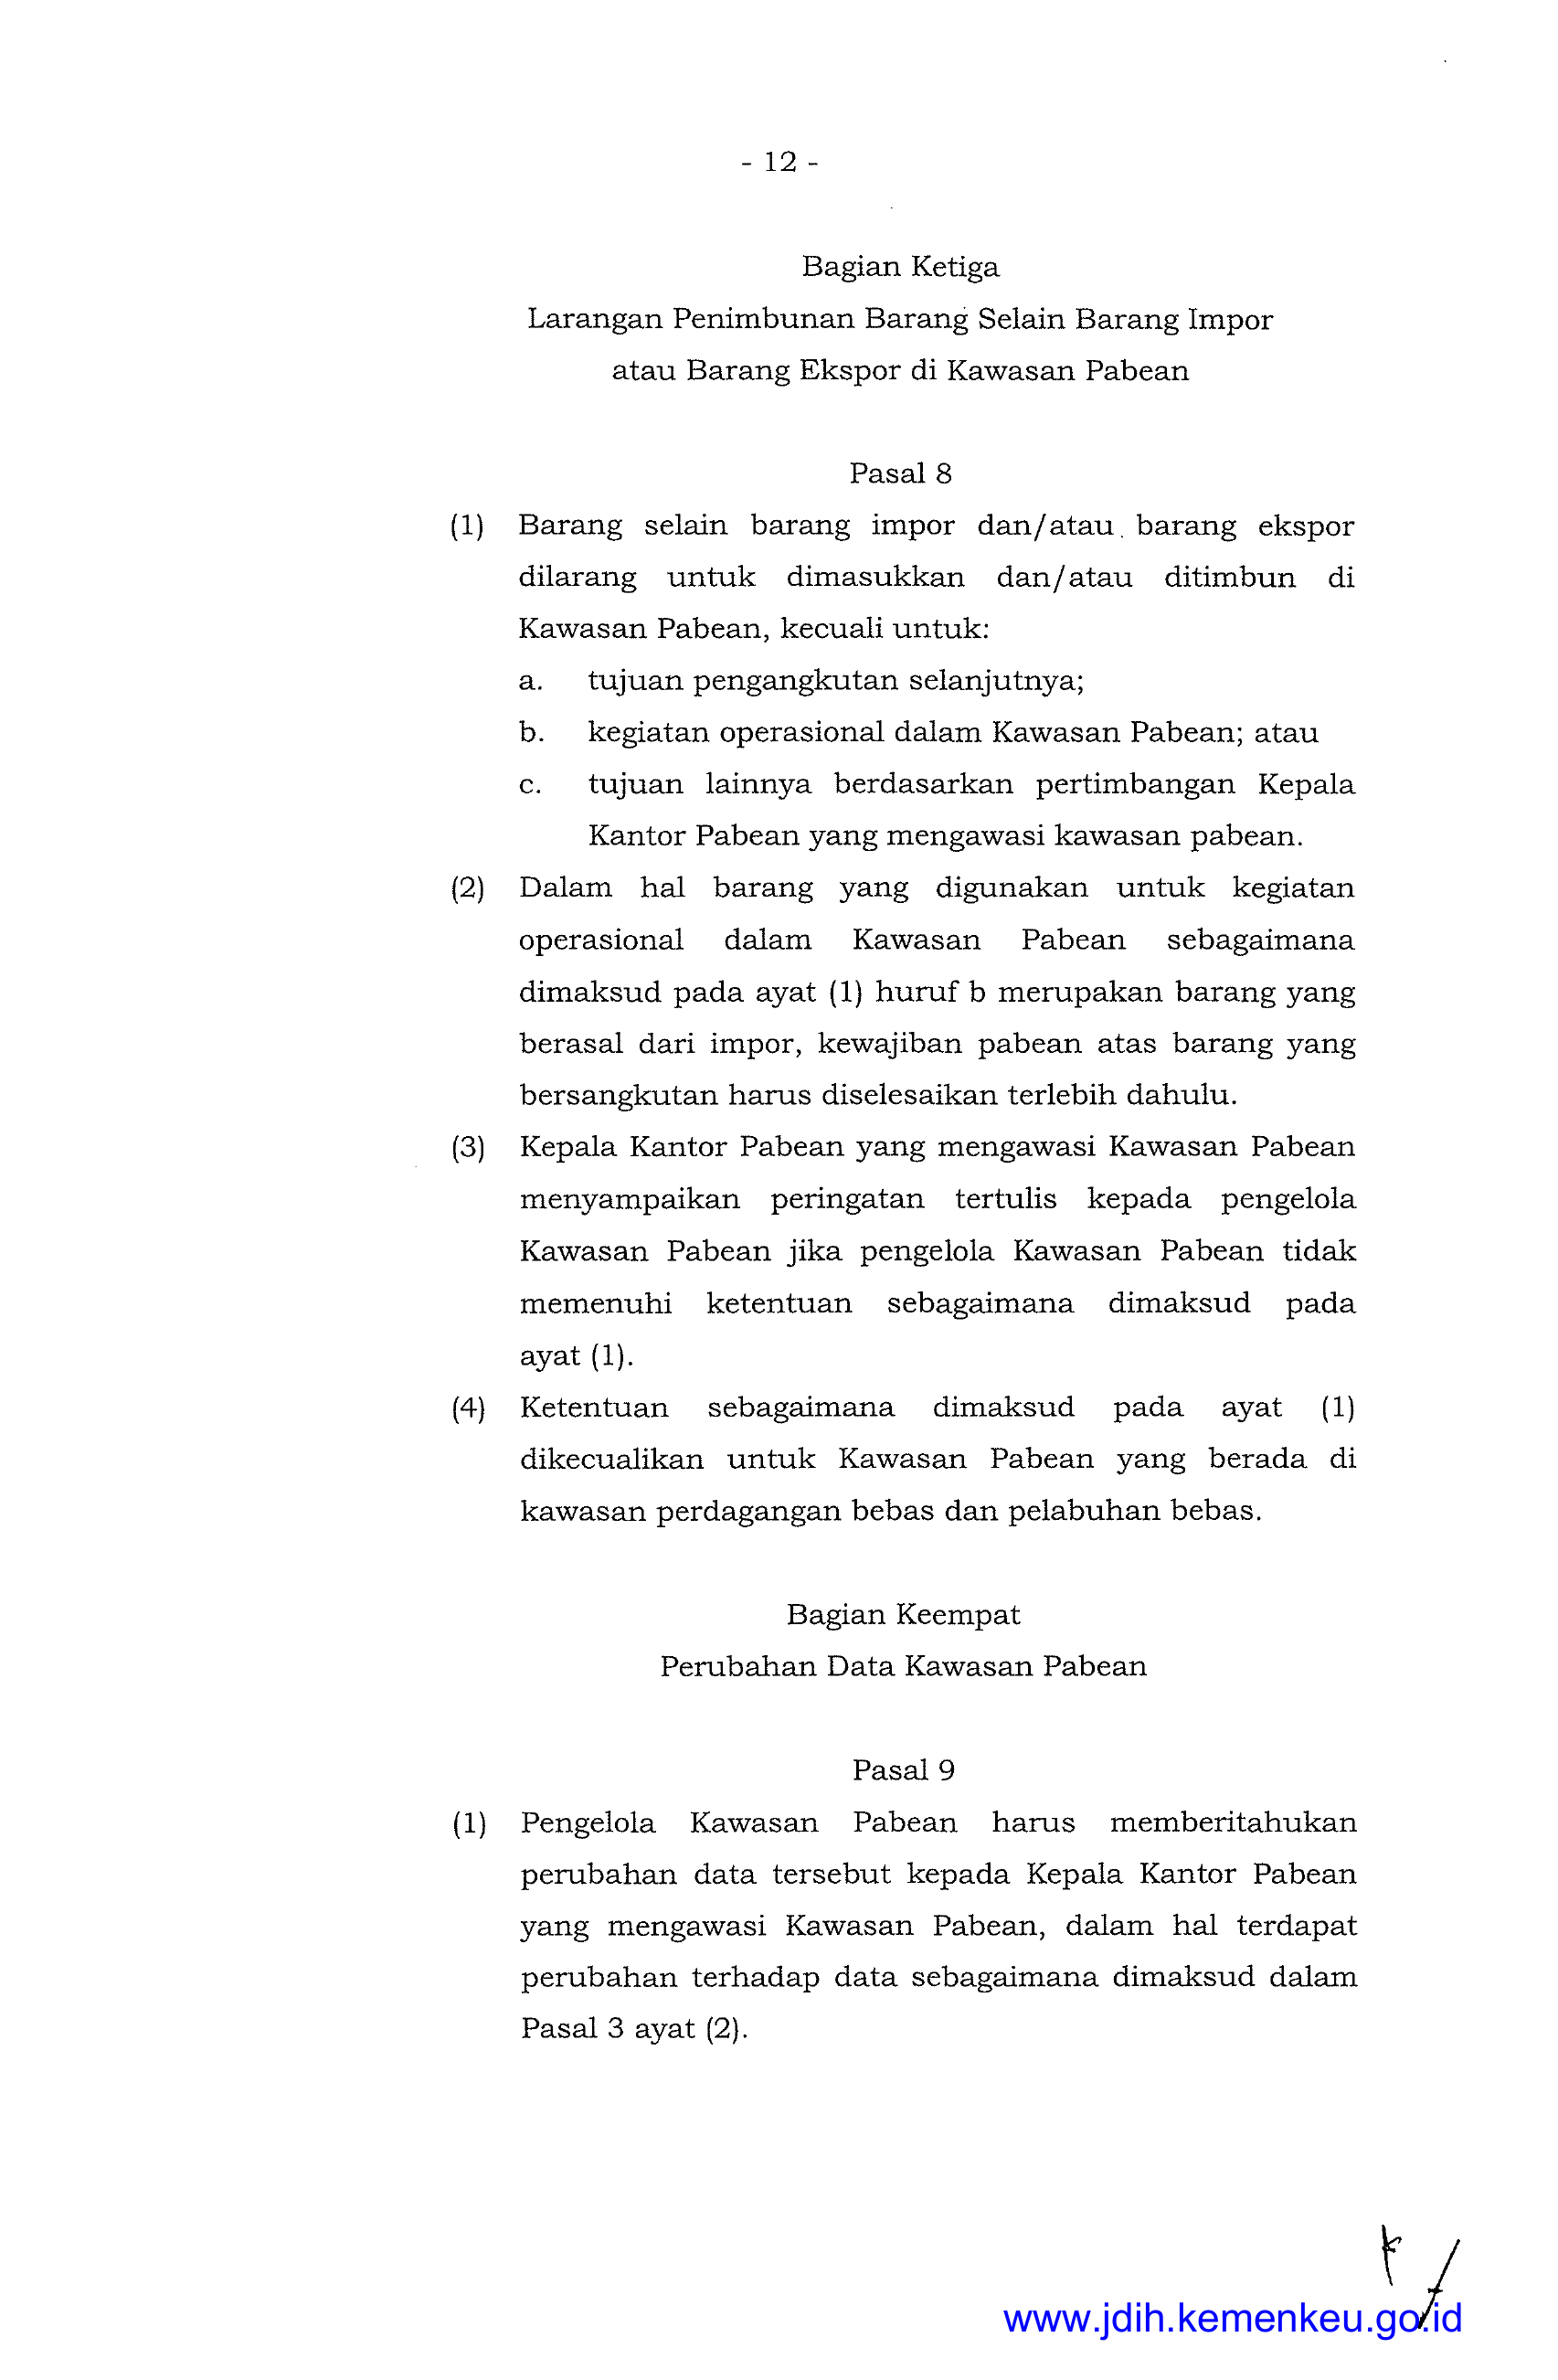 - 12 -
Bagian Ketiga
Larangan Penimbunan Barang Selain Barang Impor
atau Barang Ekspor di Kawasan Pabean
Pasal 8
(1) Barang selain barang impor dan/atau barang ekspor
dilarang untuk dimasukkan dan/atau ditimbun di
Kawasan Pabean, kecuali untuk:
a. tujuan pengangkutan selanjutnya;
b. kegiatan operasional dalam Kawasan Pabean; atau
c. tujuan lainnya berdasarkan pertimbangan Kepala
Kantor Pabean yang mengawasi kawasan pabean.
(2) Dalam hal barang yang digunakan untuk kegiatan
operasional dalam Kawasan Pabean sebagaimana
dimaksud pada ayat (1) huruf b merupakan barang yang
berasal dari impor, kewajiban pabean atas barang yang
bersangkutan harus diselesaikan terlebih dahulu.
(3) Kepala Kantor Pabean yang mengawasi Kawasan Pabean
menyampaikan peringatan tertulis kepada pengelola
Kawasan Pabean jika pengelola Kawasan Pabean tidak
memenuhi ketentuan sebagaimana dimaksud pada
ayat (1).
(4) Ketentuan sebagaimana dimaksud pada ayat (1)
dikecualikan untuk Kawasan Pabean yang berada di
kawasan perdagangan bebas dan pelabuhan bebas.
Bagian Keempat
Perubahan Data Kawasan Pabean
Pasal 9
(1) Pengelola Kawasan Pabean harus memberitahukan
perubahan data tersebut kepada Kepala Kantor Pabean
yang mengawasi Kawasan Pabean, dalam hal terdapat
perubahan terhadap data sebagaimana dimaksud dalam
Pasal 3 ayat (2).
www.jdih.kemenkeu.go.id